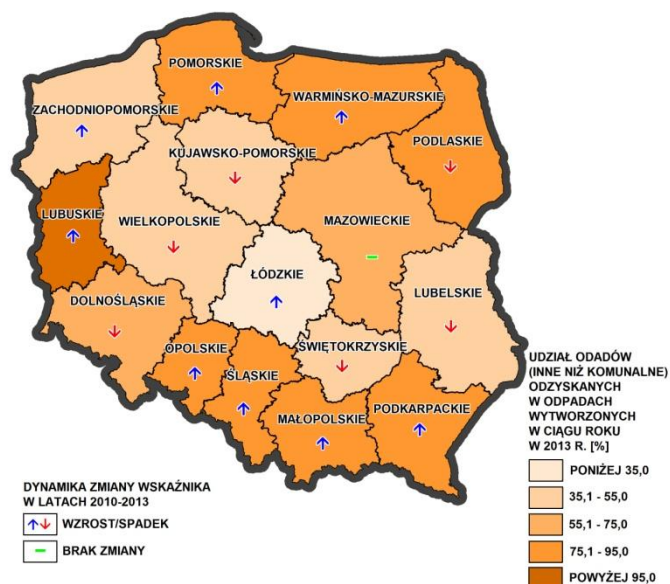 POMORSKIE
ZACHODNIOPOMORSKIE
WARMIŃSKO-MAZURSKIE
PODLASKIE
KUJAWSKO-POMORSKIE
LUBUSKIE
WIELKOPOLSKIE
MAZOWIECKIE
ŁÓDZKIE
LUBELSKIE
DOLNOŚLĄSKIE
OPOLSKIE
ŚWIĘTOKRZYSKIE
ŚLĄSKIE
MAŁOPOLSKIE
PODKARPACKIE
UDZIAŁ ODADÓW
(INNE NIŻ KOMUNALNE)
ODZYSKANYCH
W ODPADACH
WYTWORZONYCH
W CIĄGU ROKU
W 2013 R. [%]
PONIŻEJ 35,0
35,1 - 55,0
55,1 - 75,0
75,1 - 95,0
POWYŻEJ 95,0
DYNAMIKA ZMIANY WSKAŹNIKA
W LATACH 2010-2013
WZROST/SPADEK
BRAK ZMIANY